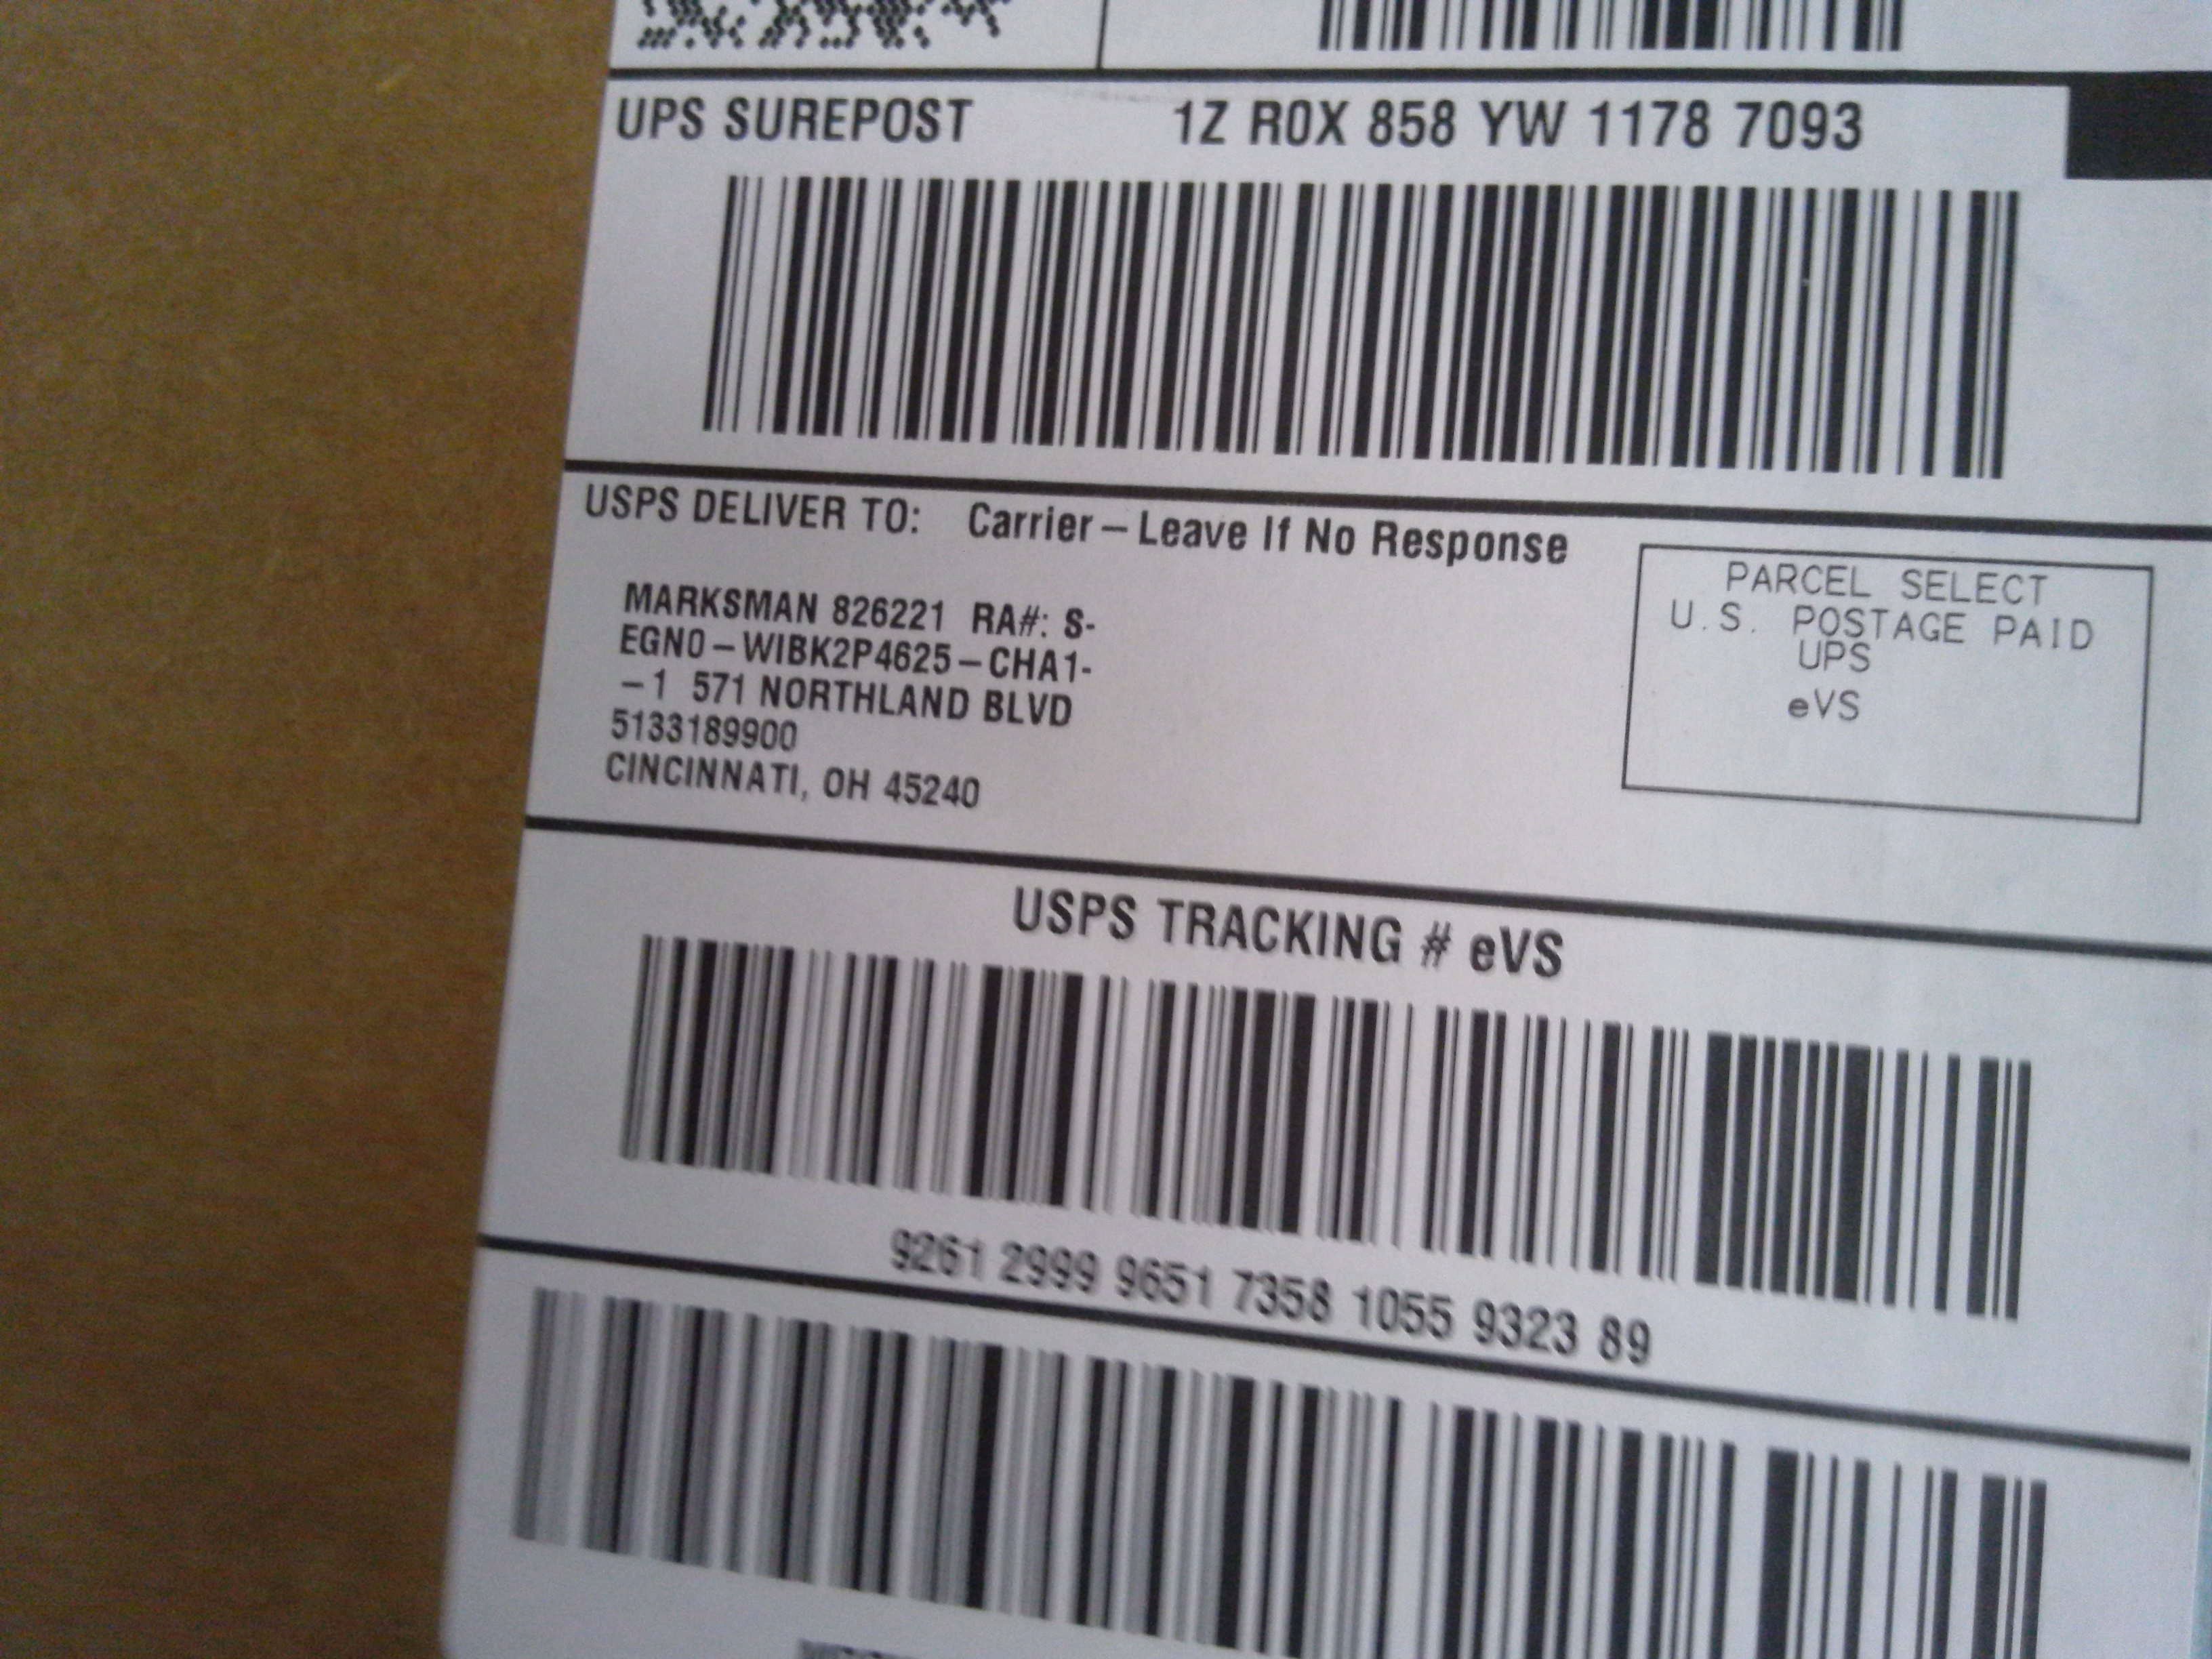 UPS SUREPOST 1Z R0X 858 YW 1178 7093
USPS DELIVER TO: Carrier – Leave If No Response
MARKSMAN 826221 RA#: S-
EGN0 – WIBK2P4625 – CHA1-
– 1 571 NORTHLAND BLVD
5133189900
CINCINNATI, OH 45240
PARCEL SELECT
U.S. POSTAGE PAID
UPS
eVS
USPS TRACKING # eVS
9261 2999 9651 7358 1055 9323 89